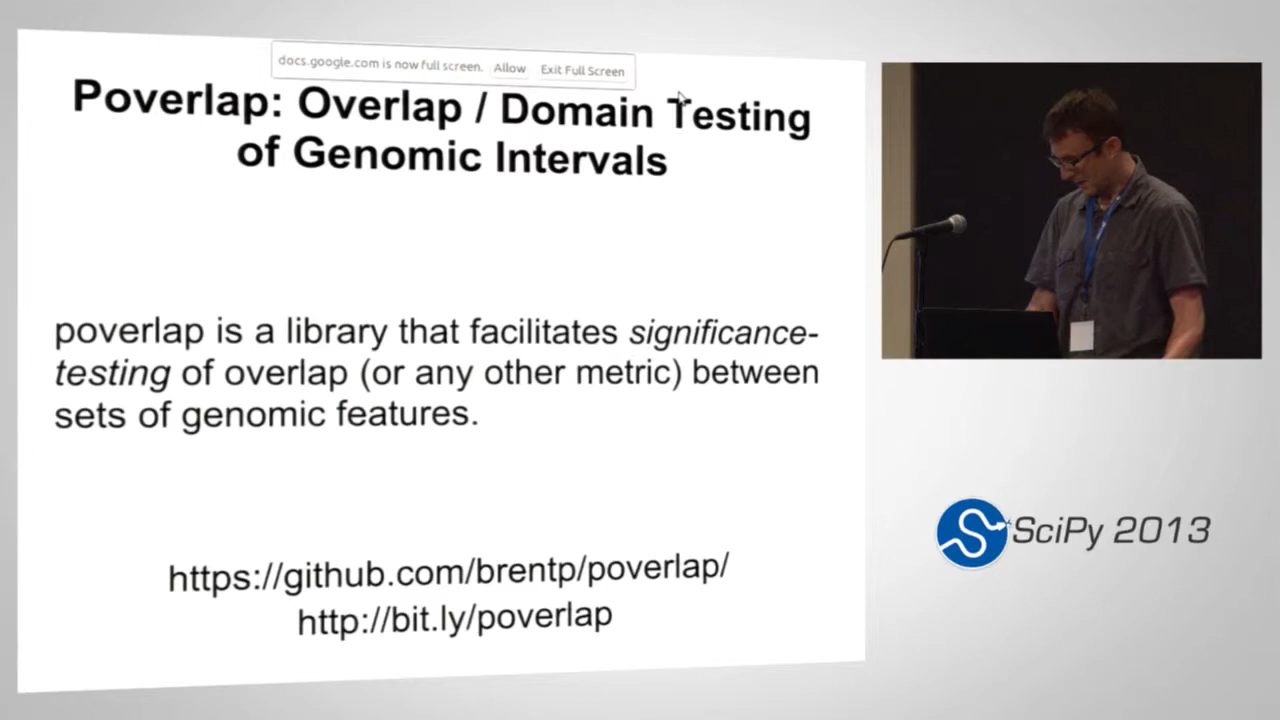 docs.google.com is now full screen. Allow Exit Full Screen
Poverlap: Overlap / Domain Testing
of Genomic Intervals
poverlap is a library that facilitates significance-
testing of overlap (or any other metric) between
sets of genomic features.
https://github.com/brentp/poverlap/
http://bit.ly/poverlap
SciPy 2013